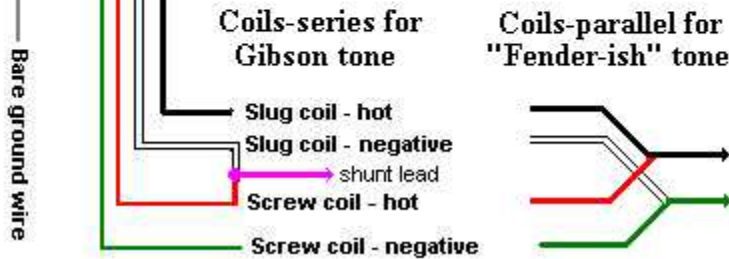 Coils-series for
Gibson tone
Coils-parallel for
"Fender-ish" tone
Bare ground wire
Slug coil - hot
Slug coil - negative
shunt lead
Screw coil - hot
Screw coil - negative